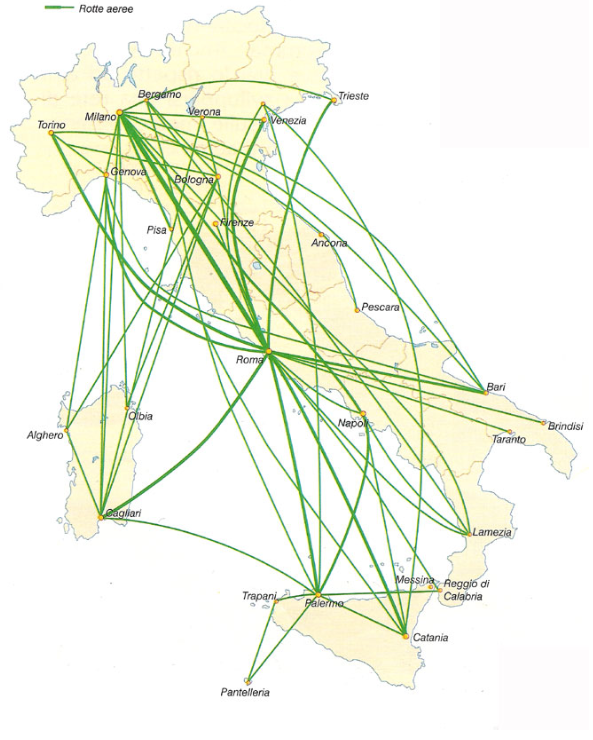 Rotte aeree
Bergamo
Trieste
Milano
Verona
Venezia
Torino
Genova
Bologna
Pisa
Firenze
Ancona
Pescara
Roma
Bari
Olbia
Napoli
Brindisi
Alghero
Taranto
Cagliari
Lamezia
Messina
Reggio di
Calabria
Trapani
Palermo
Catania
Pantelleria